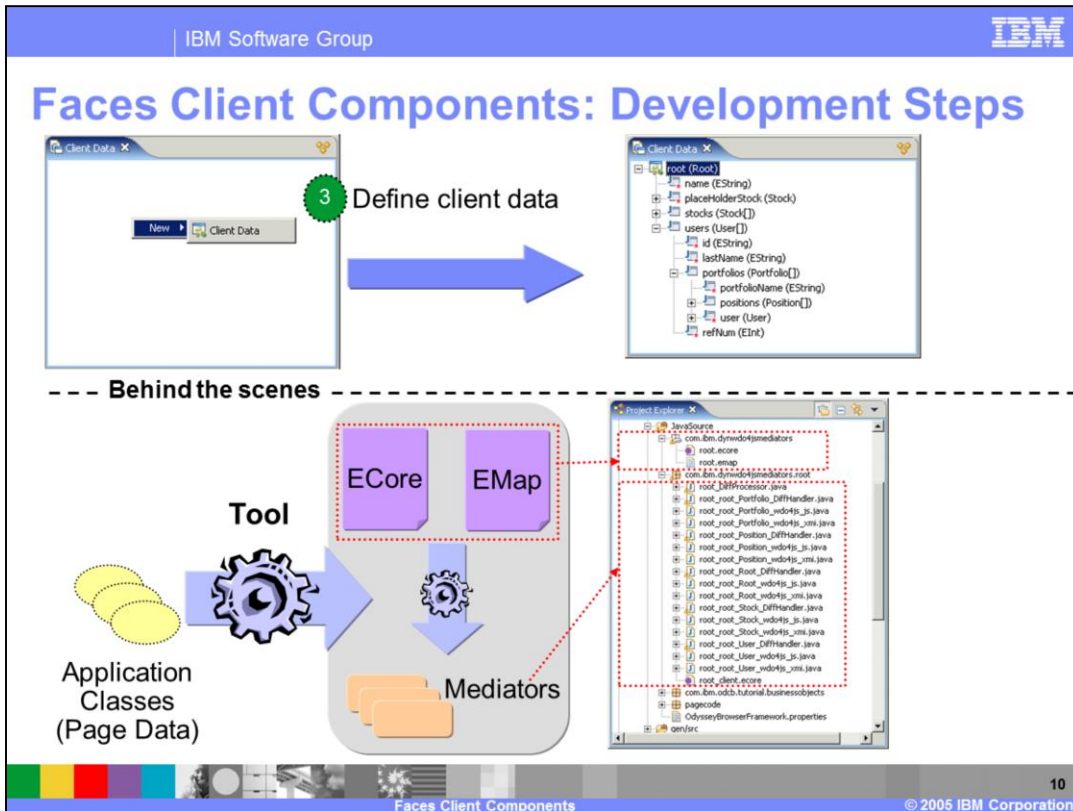 IBM Software Group
IBM
Faces Client Components: Development Steps
Client Data
New
Client Data
3
Define client data
Client Data
root (Root)
name (EString)
placeHolderStock (Stock)
stocks (Stock[])
users (User[])
id (EString)
lastName (EString)
portfolios (Portfolio[])
portfolioName (EString)
positions (Position[])
user (User)
refNum (EInt)
Behind the scenes
ECore
EMap
Tool
Application
Classes
(Page Data)
Mediators
Project Explorer
JavaSource
com.ibm.dynwdo4jsmediators
root.ecore
root.emap
com.ibm.dynwdo4jsmediators.root
root_DiffProcessor.java
root_root_Portfolio_DiffHandler.java
root_root_Portfolio_wdo4js_js.java
root_root_Portfolio_wdo4js_xmi.java
root_root_Position_DiffHandler.java
root_root_Position_wdo4js_js.java
root_root_Position_wdo4js_xmi.java
root_root_Root_DiffHandler.java
root_root_Root_wdo4js_js.java
root_root_Root_wdo4js_xmi.java
root_root_Stock_DiffHandler.java
root_root_Stock_wdo4js_js.java
root_root_Stock_wdo4js_xmi.java
root_root_User_DiffHandler.java
root_root_User_wdo4js_js.java
root_root_User_wdo4js_xmi.java
root_client.ecore
com.ibm.odcb.tutorial.businessobjects
pagecode
OdysseyBrowserFramework.properties
gen/src
10
Faces Client Components
© 2005 IBM Corporation